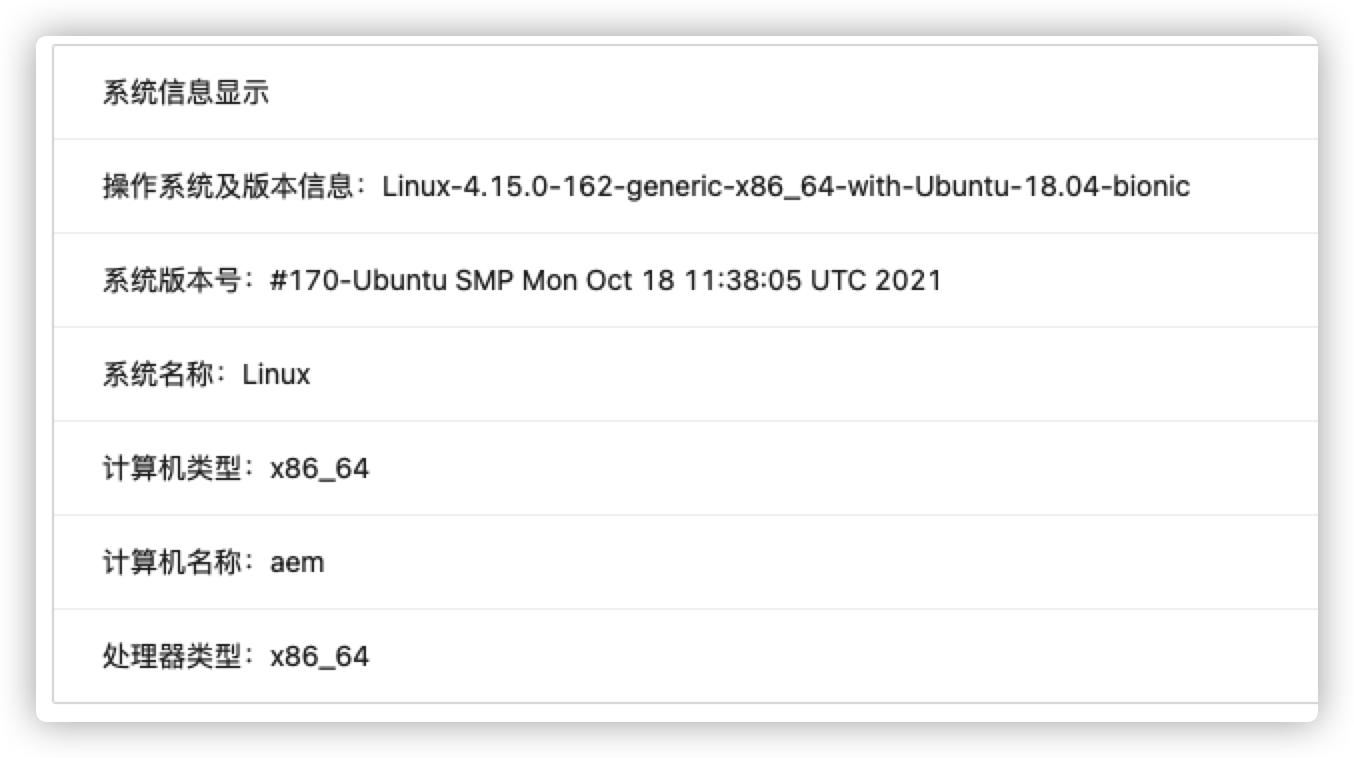 系统信息显示
操作系统及版本信息：Linux-4.15.0-162-generic-x86_64-with-Ubuntu-18.04-bionic
系统版本号：#170-Ubuntu SMP Mon Oct 18 11:38:05 UTC 2021
系统名称：Linux
计算机类型：x86_64
计算机名称：aem
处理器类型：x86_64